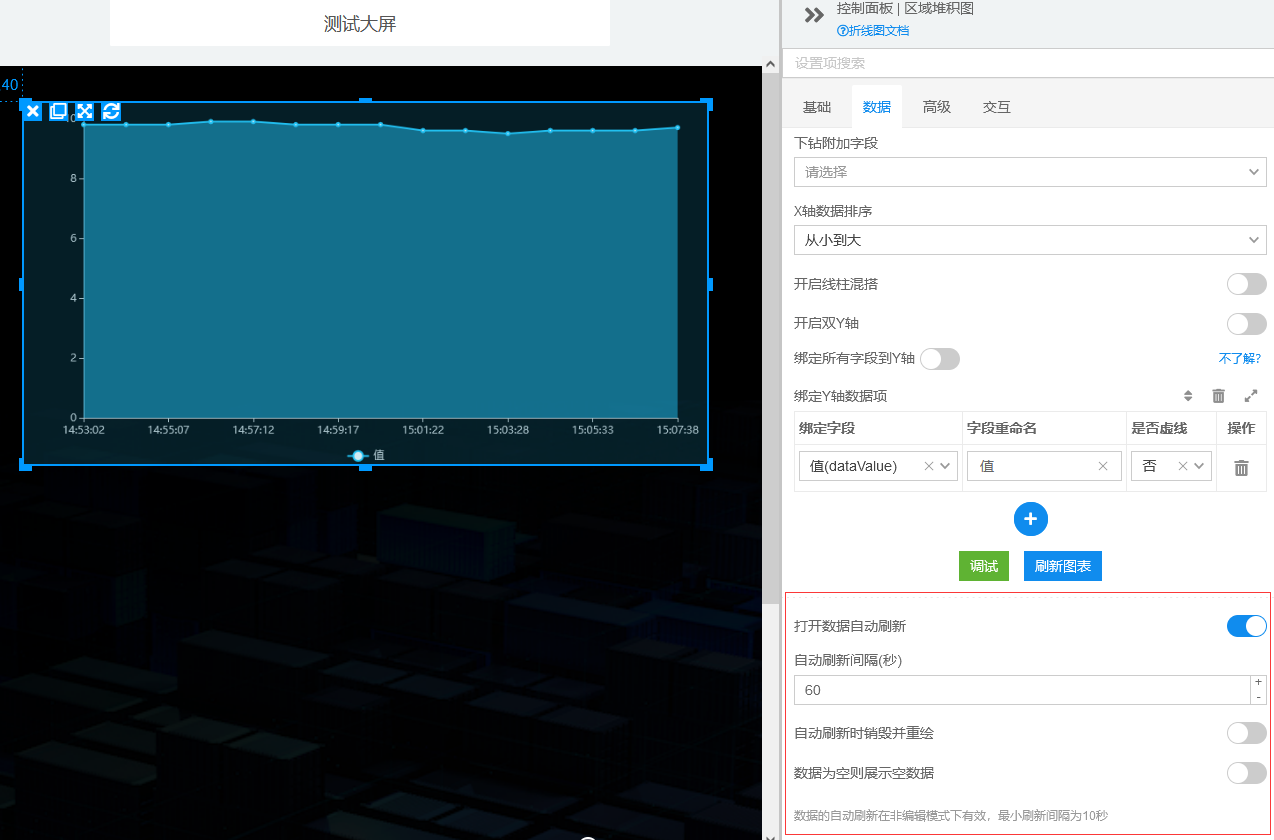 测试大屏
40
0
8
6
4
2
0
14:53:02 14:55:07 14:57:12 14:59:17 15:01:22 15:03:28 15:05:33 15:07:38
值
控制面板 | 区域堆积图
折线图文档
设置项搜索
基础 数据 高级 交互
下钻附加字段
请选择
X轴数据排序
从小到大
开启线柱混搭
开启双Y轴
绑定所有字段到Y轴 不了解?
绑定Y轴数据项
绑定字段 字段重命名 是否虚线 操作
值(dataValue) 值 否
调试 刷新图表
打开数据自动刷新
自动刷新间隔(秒)
60
自动刷新时销毁并重绘
数据为空则展示空数据
数据的自动刷新在非编辑模式下有效，最小刷新间隔为10秒